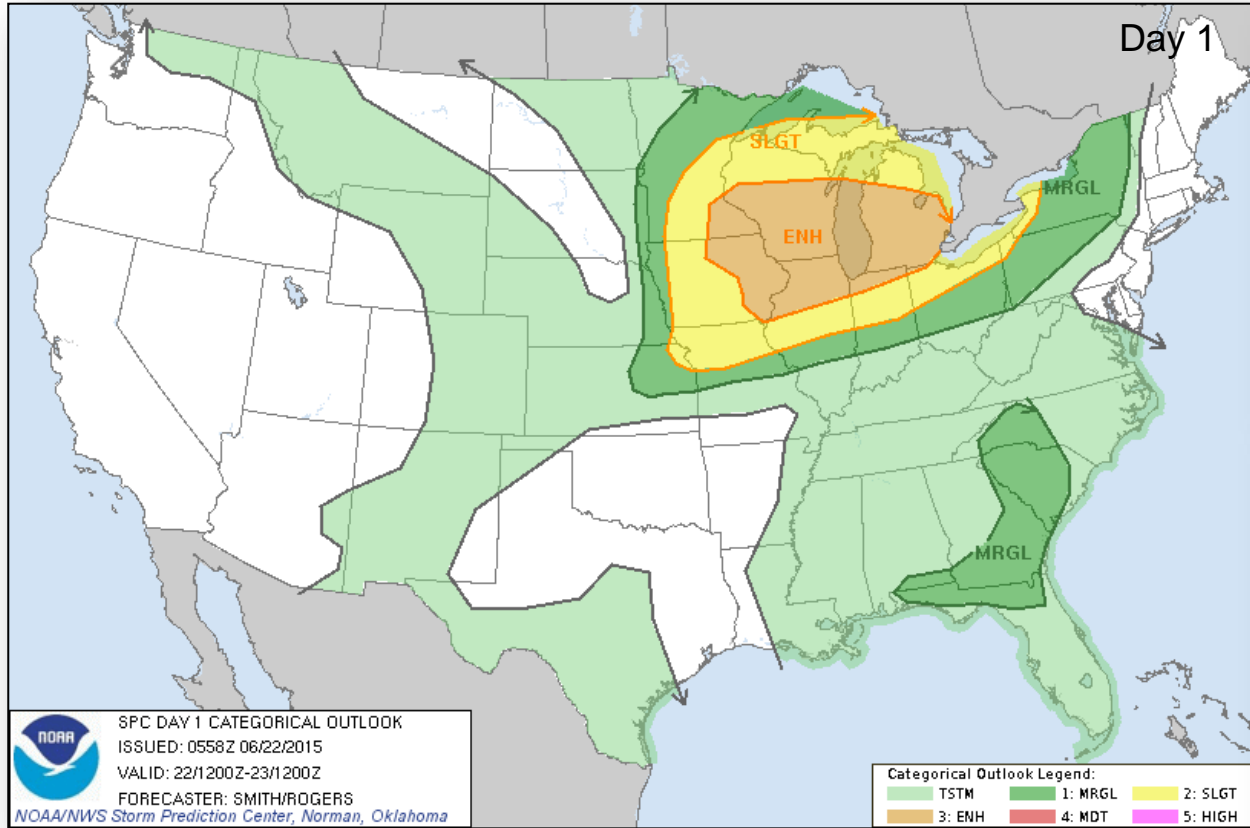 Day 1
SLGT
MRGL
ENH
MRGL
NOAA
SPC DAY 1 CATEGORICAL OUTLOOK
ISSUED: 0558Z 06/22/2015
VALID: 22/1200Z-23/1200Z
FORECASTER: SMITH/ROGERS
NOAA/NWS Storm Prediction Center, Norman, Oklahoma
Categorical Outlook Legend:
TSTM 1: MRGL 2: SLGT
3: ENH 4: MDT 5: HIGH